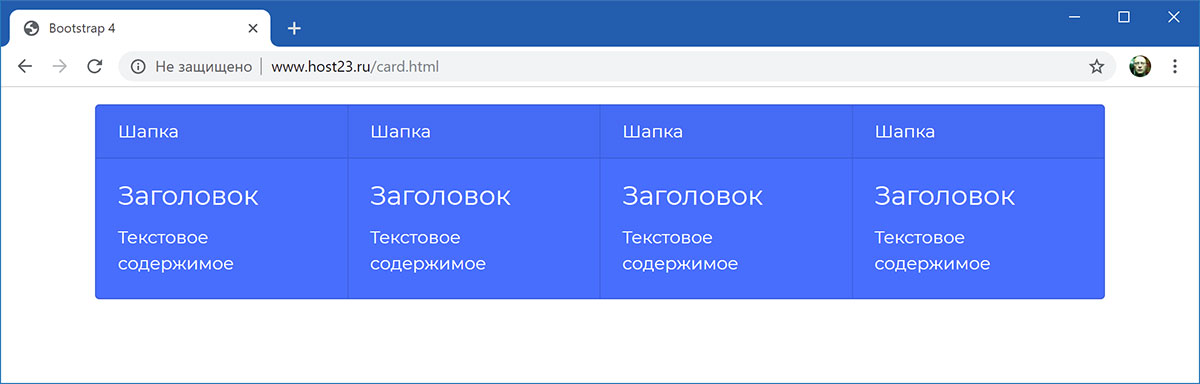 Bootstrap 4
Не защищено www.host23.ru/card.html
Шапка Шапка Шапка Шапка
Заголовок Заголовок Заголовок Заголовок
Текстовое Текстовое Текстовое Текстовое
содержимое содержимое содержимое содержимое